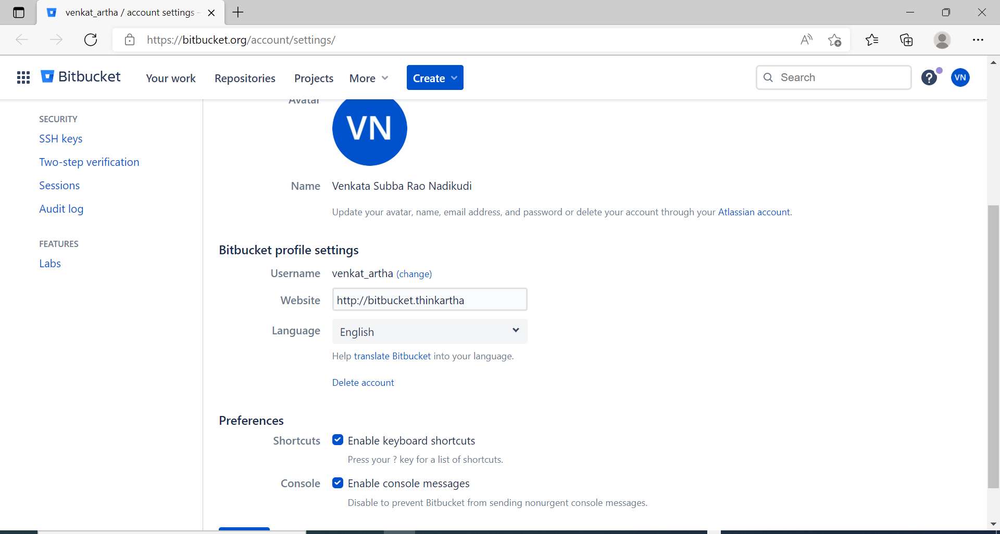 venkat_artha / account settings
https://bitbucket.org/account/settings/
Bitbucket
Your work
Repositories
Projects
More
Create
Search
?
VN
Avatar
VN
SECURITY
SSH keys
Two-step verification
Sessions
Audit log
FEATURES
Labs
Name Venkata Subba Rao Nadikudi
Update your avatar, name, email address, and password or delete your account through your Atlassian account.
Bitbucket profile settings
Username venkat_artha (change)
Website http://bitbucket.thinkartha
Language English
Help translate Bitbucket into your language.
Delete account
Preferences
Shortcuts Enable keyboard shortcuts
Press your ? key for a list of shortcuts.
Console Enable console messages
Disable to prevent Bitbucket from sending nonurgent console messages.